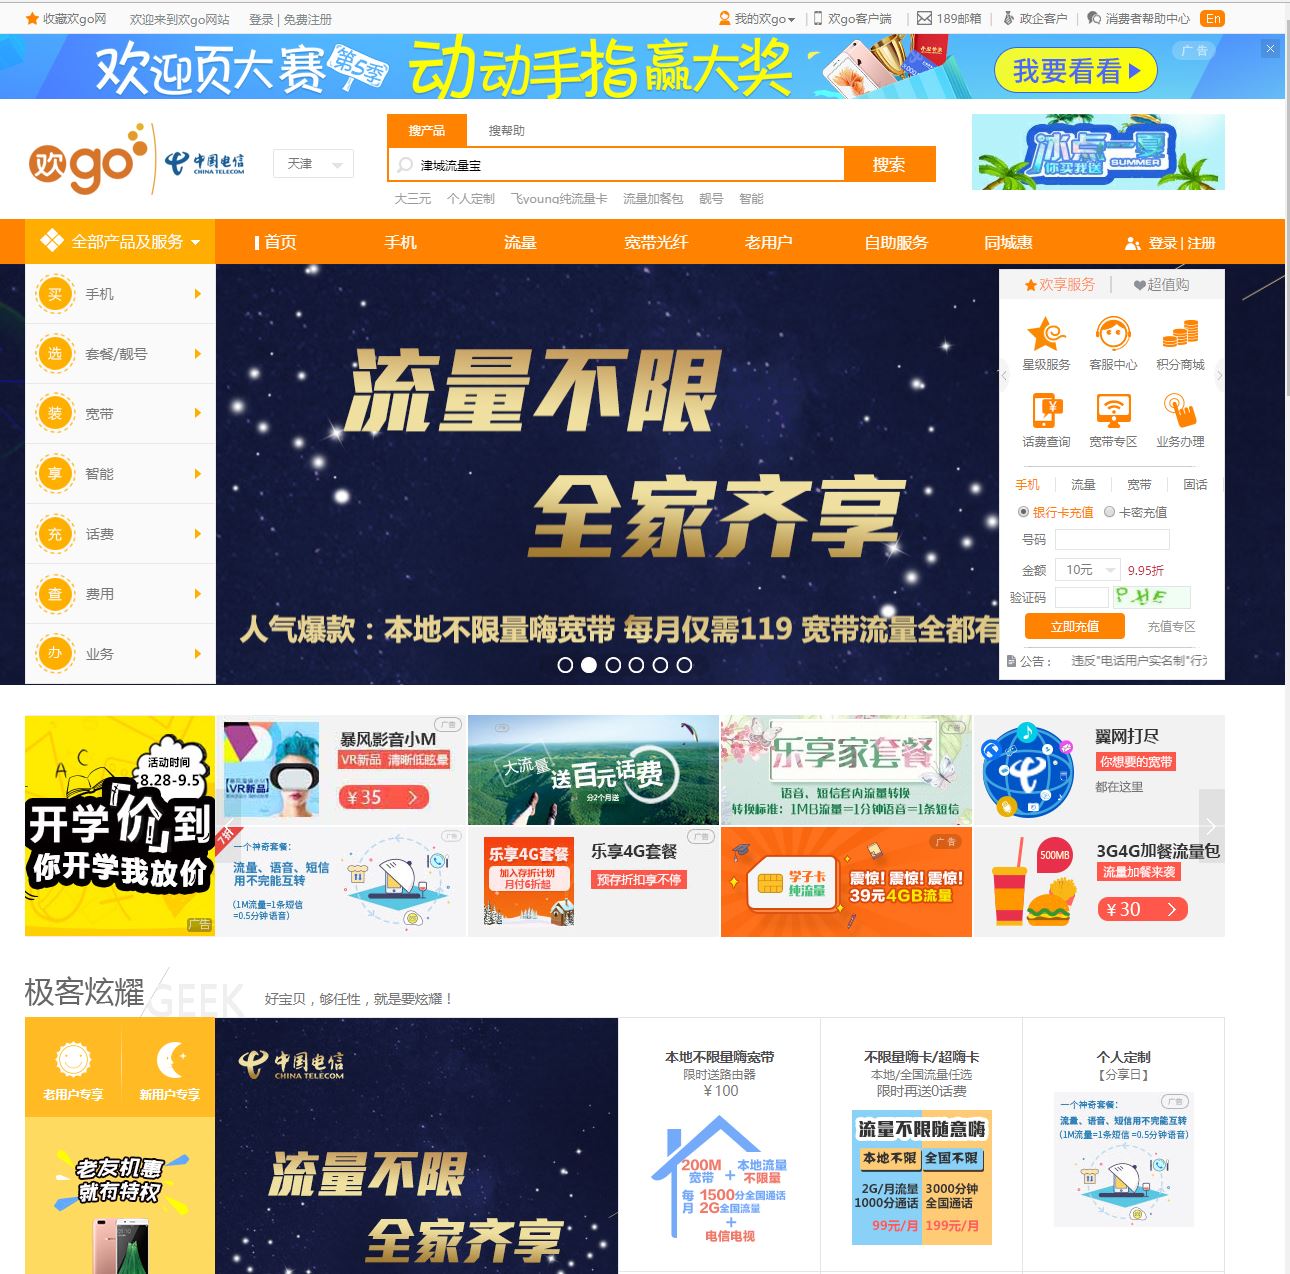 收藏欢go网 欢迎来到欢go网站 登录 | 免费注册 我的欢go 欢go客户端 189邮箱 政企客户 消费者帮助中心 En
欢迎页大赛 第5季 动动手指赢大奖 我要看看 广告
欢go 中国电信 CHINA TELECOM 天津
搜产品 搜帮助
津城流量宝 搜索
大三元 个人定制 飞young纯流量卡 流量加餐包 靓号 智能
冰点一夏 SUMMER
你买我送
全部产品及服务 首页 手机 流量 宽带光纤 老用户 自助服务 同城惠 登录 | 注册
买 手机
选 套餐/靓号
装 宽带
享 智能
充 话费
查 费用
办 业务
流量不限
全家齐享
人气爆款：本地不限量嗨宽带 每月仅需119 宽带流量全都有
欢享服务 超值购
星级服务 客服中心 积分商城
话费查询 宽带专区 业务办理
手机 流量 宽带 固话
银行卡充值 卡密充值
号码
金额 10元 9.95折
验证码
立即充值 充值专区
公告： 违反"电话用户实名制"行
活动时间
8.28-9.5
开学价到
你开学我放价
广告
暴风影音小M 广告
VR新品 清晰低眩晕
VR新品
¥35
大流量 送百元话费
分2个月送
广告
乐享家套餐
广告
语音、短信套内流量转换
转换标准：1MB流量=1分钟语音=1条短信
翼网打尽
你想要的宽带
都在这里
7折
一个神奇套餐： 广告
流量、语音、短信
用不完能互转
(1M流量=1条短信
=0.5分钟语音)
乐享4G套餐
加入存折计划
月付6折起
广告
乐享4G套餐
预存折扣享不停
学子卡
纯流量
广告
震惊! 震惊! 震惊!
39元4GB流量
500MB
3G4G加餐流量包
流量加餐来袭
¥30
极客炫耀 GEEK 好宝贝，够任性，就是要炫耀！
老用户专享 新用户专享
老友机惠
就有特权
中国电信
CHINA TELECOM
流量不限
全家齐享
本地不限量嗨宽带
限时送路由器
¥100
200M
宽带
+
本地流量
不限量
每月
1500分全国通话
2G全国流量
+
电信电视
不限量嗨卡/超嗨卡
本地/全国流量任选
限时再送0话费
流量不限随意嗨
本地不限 全国不限
2G/月流量 3000分钟
1000分通话 全国通话
99元/月 199元/月
个人定制
【分享日】
一个神奇套餐： 广告
流量、语音、短信用不完能互转
(1M流量=1条短信 =0.5分钟语音)